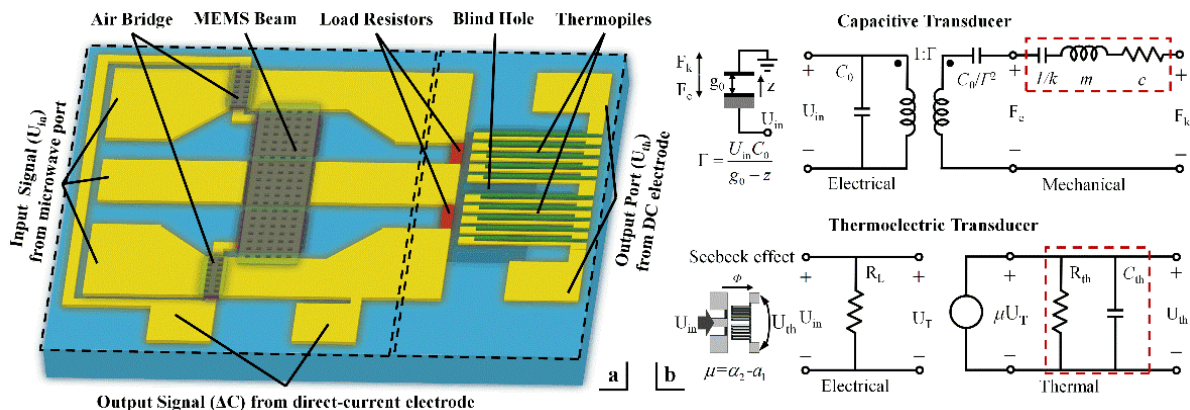 Air Bridge
MEMS Beam
Load Resistors
Blind Hole
Thermopiles
Input Signal (Uin)
from microwave port
Output Port (Uth)
from DC electrode
Output Signal (ΔC) from direct-current electrode
a
b
Capacitive Transducer
Fk
Fe
g0
z
Uin
Γ = UinC0 / g0 − z
+
Uin
−
C0
1:Γ
C0/Γ²
+
Fe
−
1/k
m
c
+
Fk
−
Electrical
Mechanical
Thermoelectric Transducer
Seebeck effect
Φ
Uin
Uth
μ=α2-a1
+
Uin
−
RL
+
UT
−
Electrical
μUT
+
−
Rth
Cth
+
Uth
−
Thermal